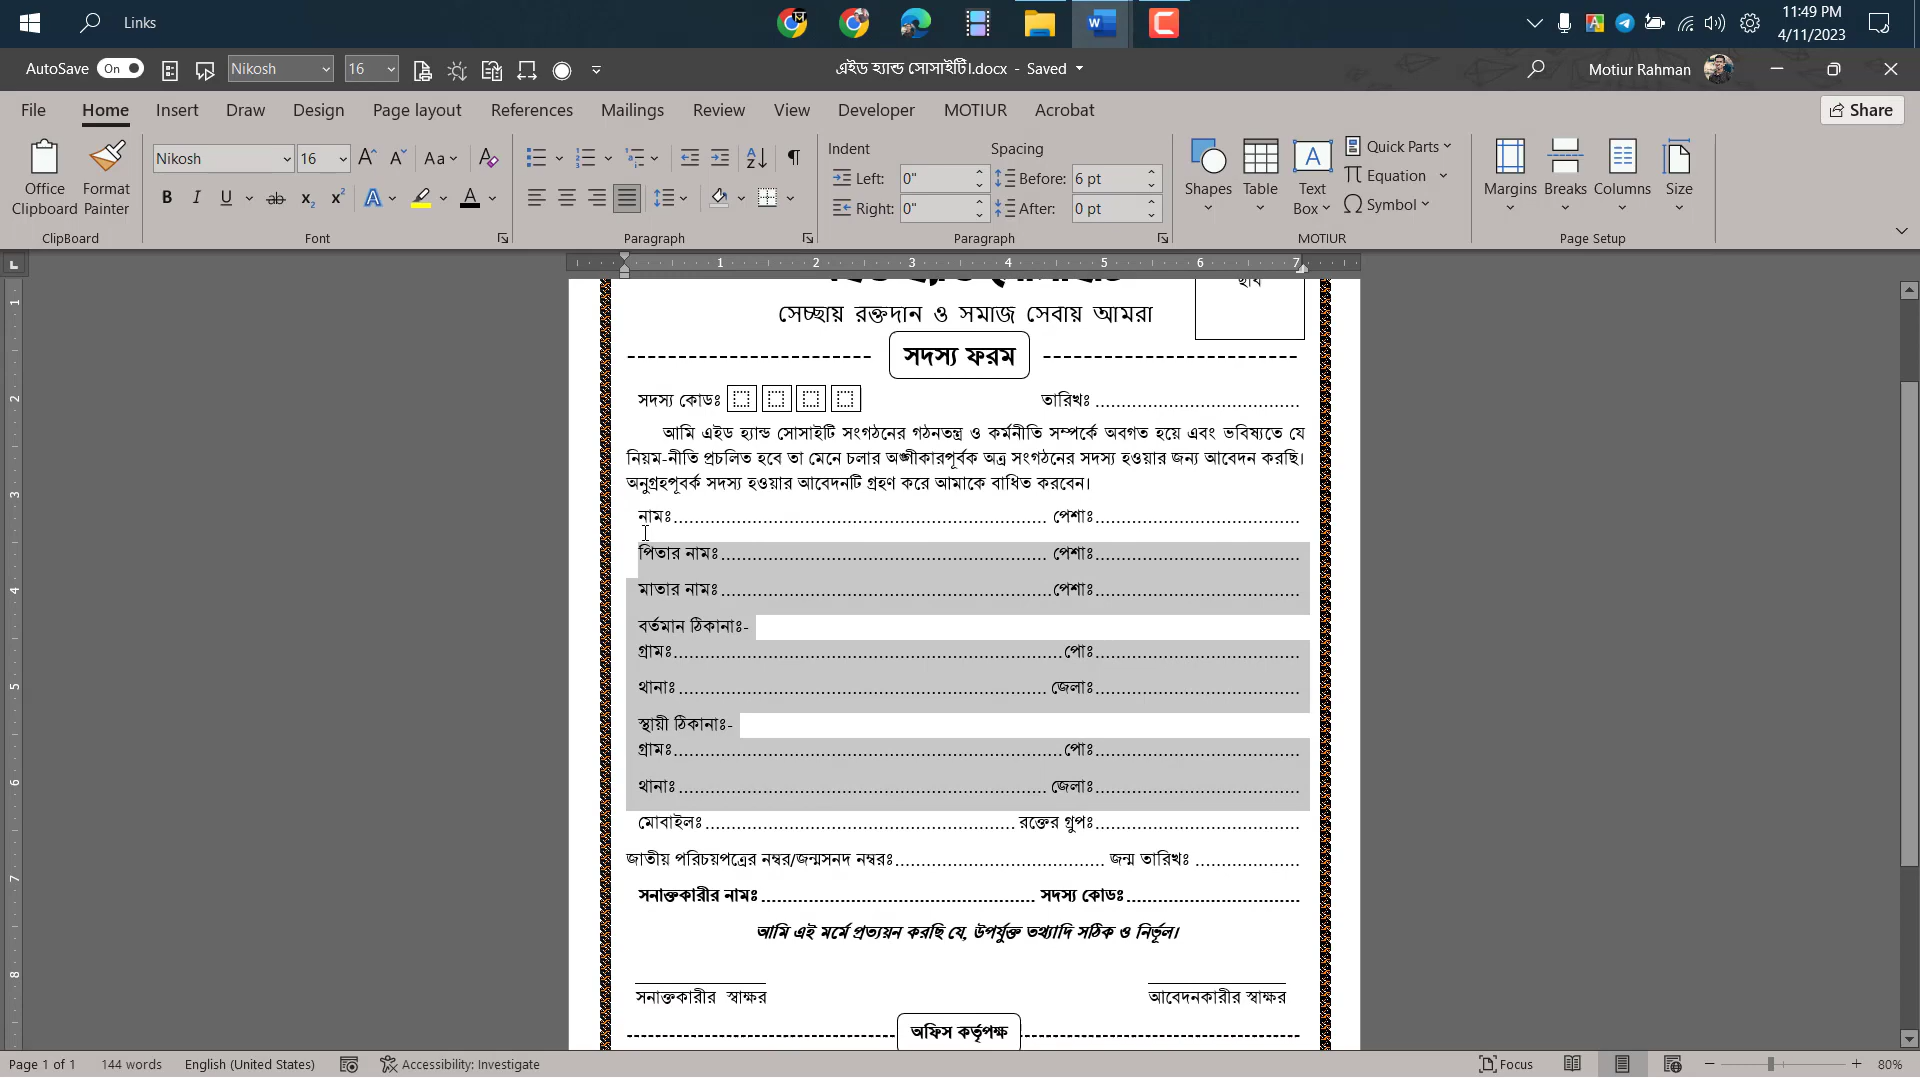 Links
11:49 PM
4/11/2023
AutoSave On Nikosh 16 এইড হ্যান্ড সোসাইটি।.docx - Saved Motiur Rahman
File Home Insert Draw Design Page layout References Mailings Review View Developer MOTIUR Acrobat Share
Office Clipboard
Format Painter
Nikosh 16
Indent Spacing
Left: 0" Before: 6 pt
Right: 0" After: 0 pt
Shapes Table Text Box
Quick Parts
Equation
Symbol
Margins Breaks Columns Size
ClipBoard Font Paragraph Paragraph MOTIUR Page Setup
1 2 3 4 5 6 7
সেচ্ছায় রক্তদান ও সমাজ সেবায় আমরা
সদস্য ফরম
সদস্য কোডঃ তারিখঃ ......................................
আমি এইড হ্যান্ড সোসাইটি সংগঠনের গঠনতন্ত্র ও কর্মনীতি সম্পর্কে অবগত হয়ে এবং ভবিষ্যতে যে
নিয়ম-নীতি প্রচলিত হবে তা মেনে চলার অঙ্গীকারপূর্বক অত্র সংগঠনের সদস্য হওয়ার জন্য আবেদন করছি।
অনুগ্রহপূবর্ক সদস্য হওয়ার আবেদনটি গ্রহণ করে আমাকে বাধিত করবেন।
নামঃ...................................................................... পেশাঃ......................................
পিতার নামঃ............................................................. পেশাঃ......................................
মাতার নামঃ..............................................................পেশাঃ......................................
বর্তমান ঠিকানাঃ-
গ্রামঃ.........................................................................পোঃ......................................
থানাঃ..................................................................... জেলাঃ......................................
স্থায়ী ঠিকানাঃ-
গ্রামঃ.........................................................................পোঃ......................................
থানাঃ..................................................................... জেলাঃ......................................
মোবাইলঃ.......................................................... রক্তের গ্রুপঃ......................................
জাতীয় পরিচয়পত্রের নম্বর/জন্মসনদ নম্বরঃ....................................... জন্ম তারিখঃ ....................
সনাক্তকারীর নামঃ................................................... সদস্য কোডঃ................................
আমি এই মর্মে প্রত্যয়ন করছি যে, উপর্যুক্ত তথ্যাদি সঠিক ও নির্ভূল।
সনাক্তকারীর স্বাক্ষর আবেদনকারীর স্বাক্ষর
অফিস কর্তৃপক্ষ
Page 1 of 1 144 words English (United States) Accessibility: Investigate Focus 80%